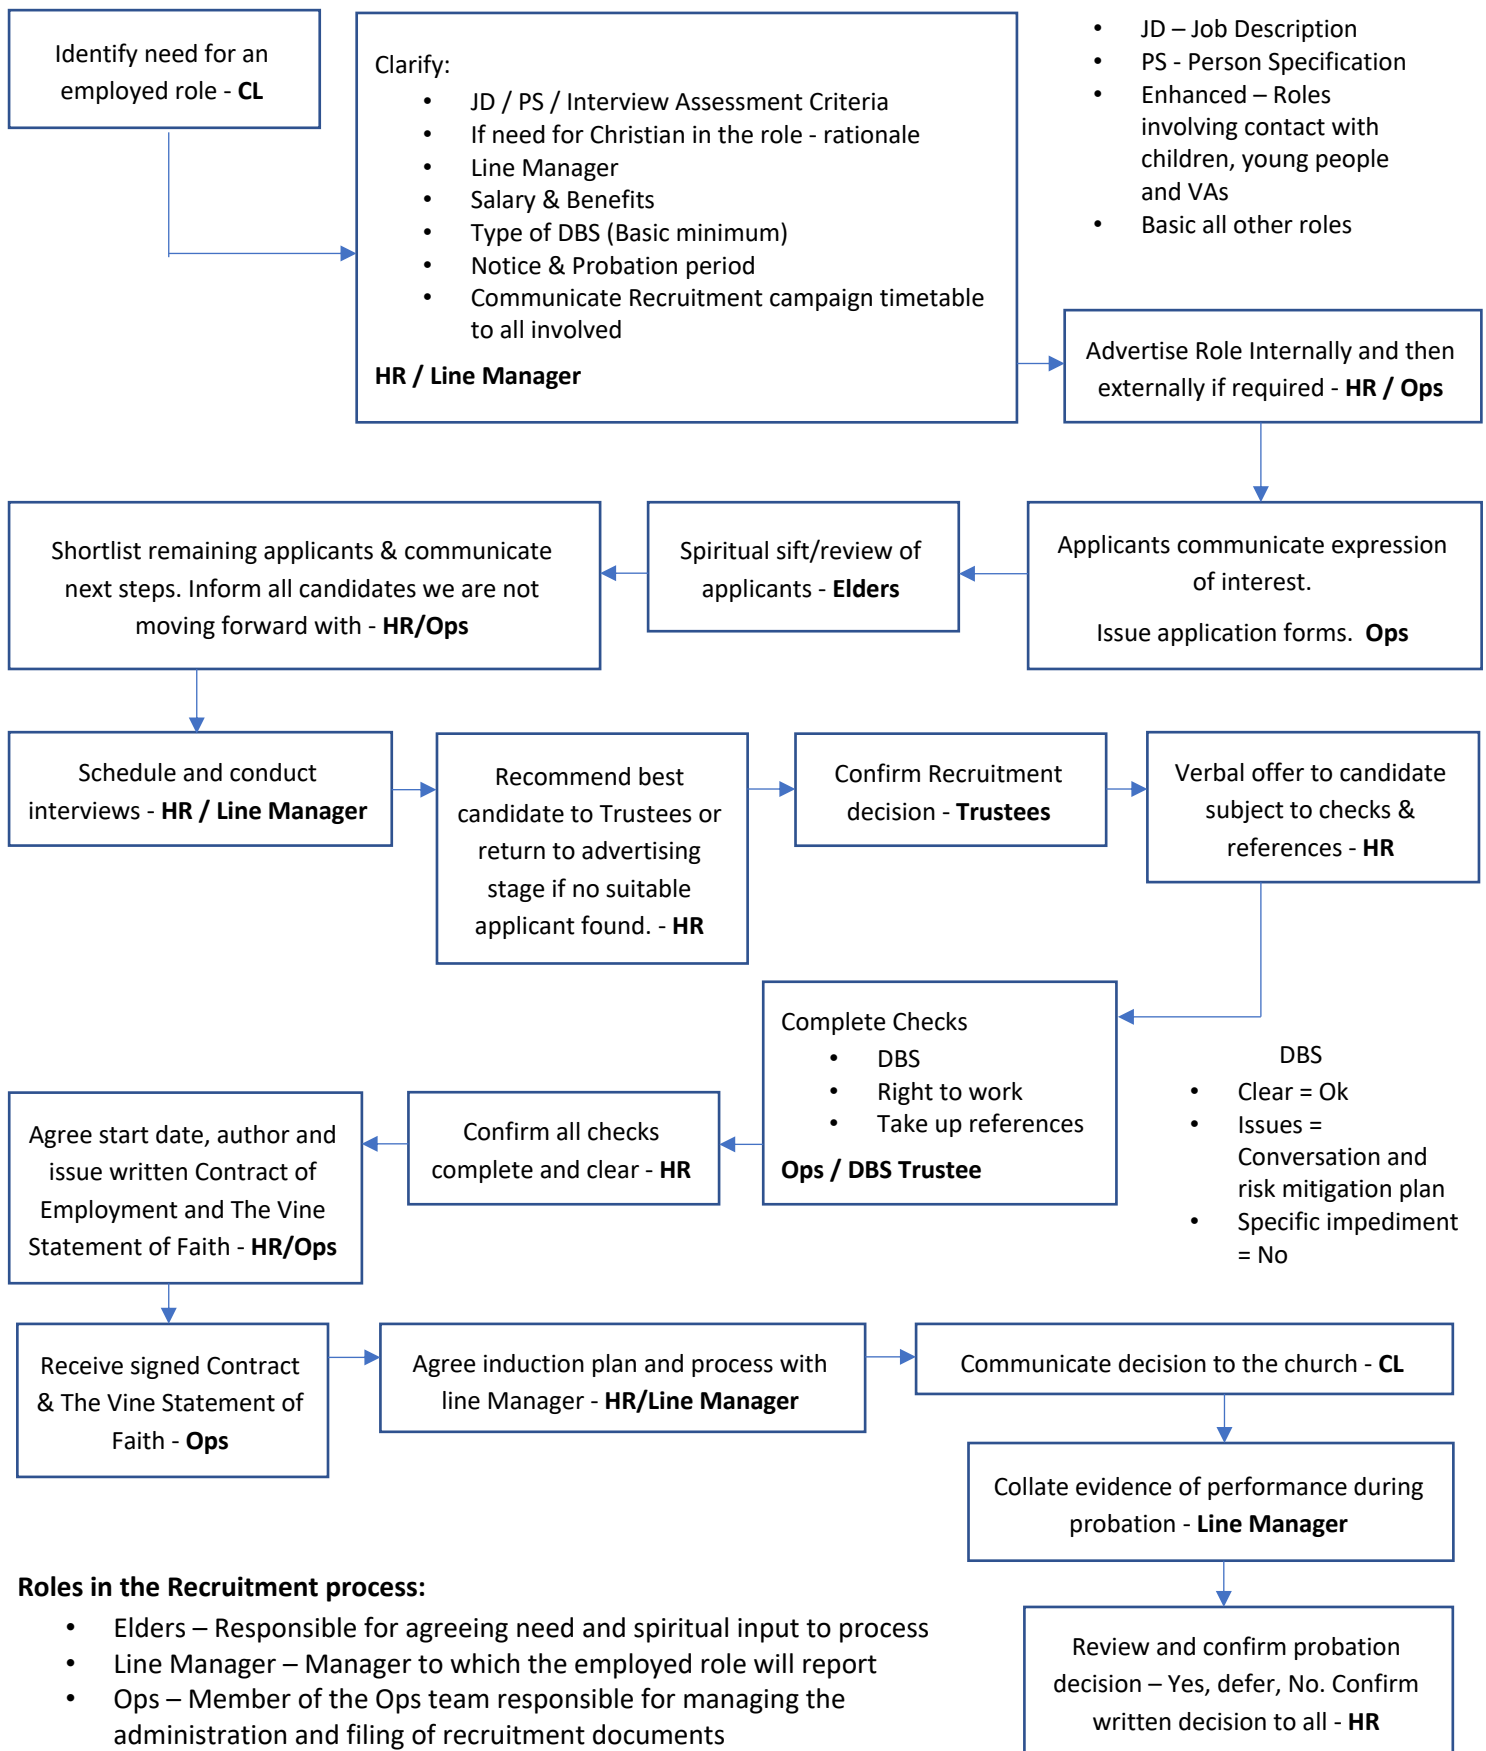 Identify need for an
employed role - CL
Clarify:
• JD / PS / Interview Assessment Criteria
• If need for Christian in the role - rationale
• Line Manager
• Salary & Benefits
• Type of DBS (Basic minimum)
• Notice & Probation period
• Communicate Recruitment campaign timetable
to all involved
HR / Line Manager
• JD – Job Description
• PS - Person Specification
• Enhanced – Roles
involving contact with
children, young people
and VAs
• Basic all other roles
Advertise Role Internally and then
externally if required - HR / Ops
Applicants communicate expression
of interest.
Issue application forms. Ops
Spiritual sift/review of
applicants - Elders
Shortlist remaining applicants & communicate
next steps. Inform all candidates we are not
moving forward with - HR/Ops
Schedule and conduct
interviews - HR / Line Manager
Recommend best
candidate to Trustees or
return to advertising
stage if no suitable
applicant found. - HR
Confirm Recruitment
decision - Trustees
Verbal offer to candidate
subject to checks &
references - HR
Complete Checks
• DBS
• Right to work
• Take up references
Ops / DBS Trustee
DBS
• Clear = Ok
• Issues =
Conversation and
risk mitigation plan
• Specific impediment
= No
Confirm all checks
complete and clear - HR
Agree start date, author and
issue written Contract of
Employment and The Vine
Statement of Faith - HR/Ops
Receive signed Contract
& The Vine Statement of
Faith - Ops
Agree induction plan and process with
line Manager - HR/Line Manager
Communicate decision to the church - CL
Collate evidence of performance during
probation - Line Manager
Review and confirm probation
decision – Yes, defer, No. Confirm
written decision to all - HR
Roles in the Recruitment process:
• Elders – Responsible for agreeing need and spiritual input to process
• Line Manager – Manager to which the employed role will report
• Ops – Member of the Ops team responsible for managing the
administration and filing of recruitment documents